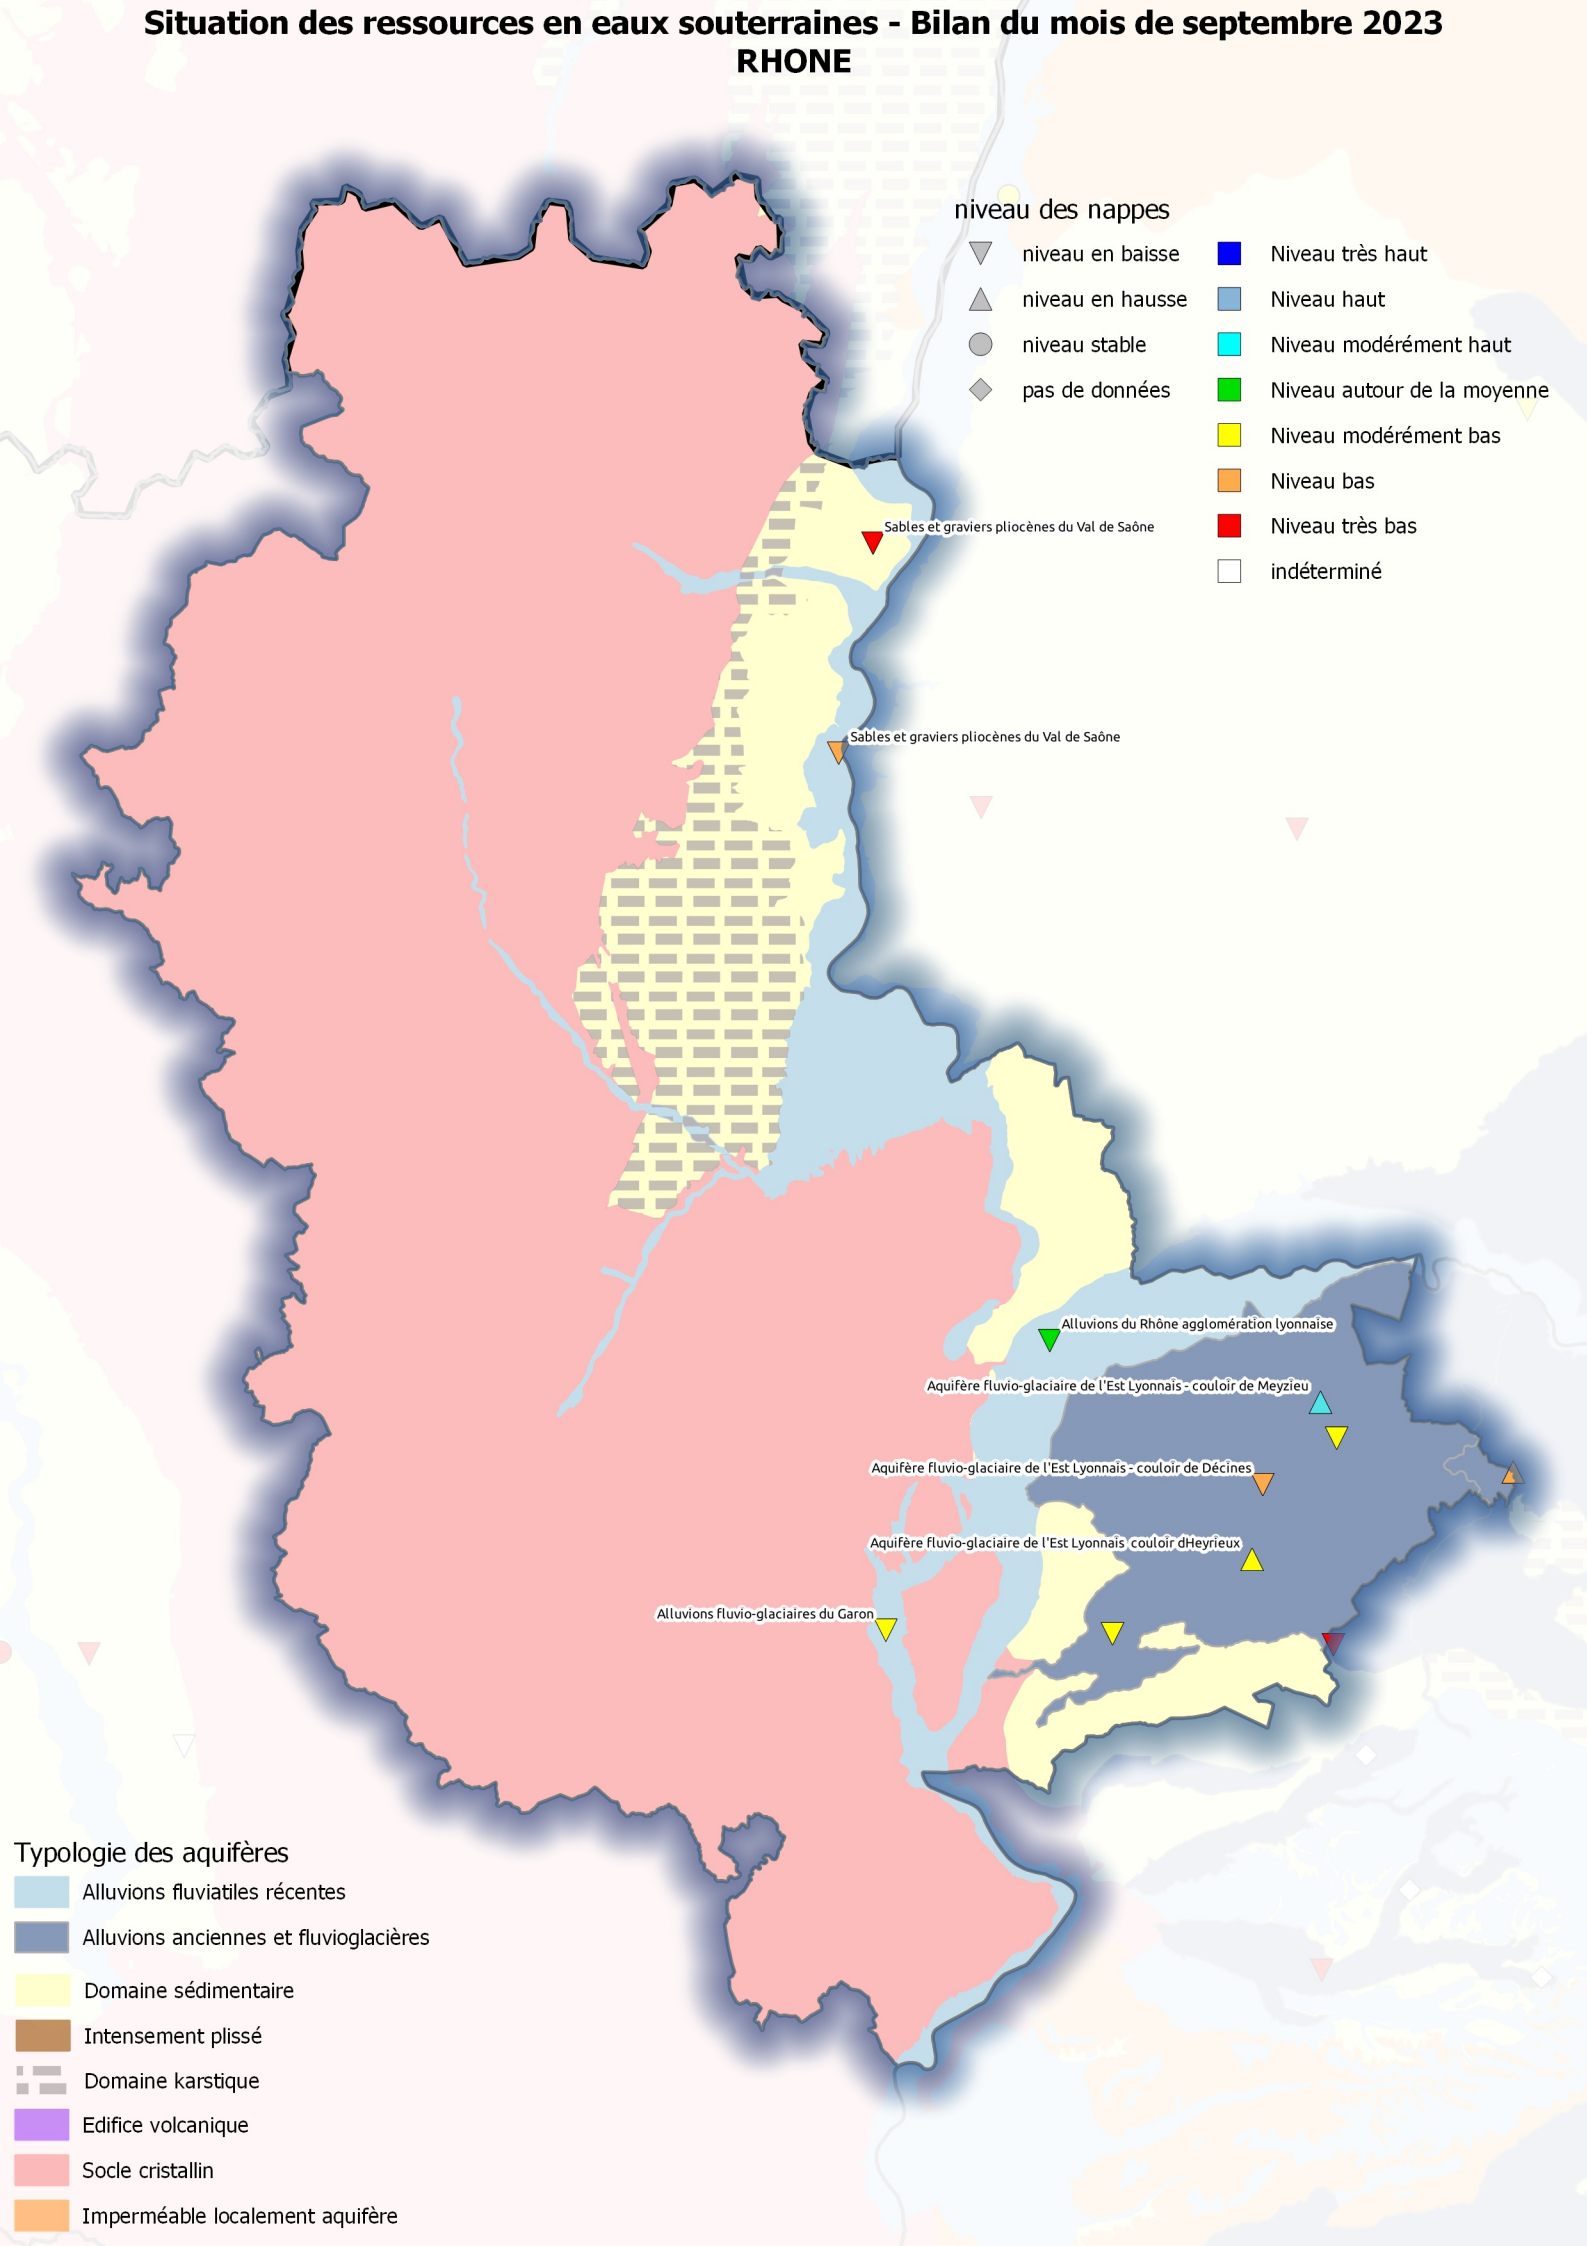 Situation des ressources en eaux souterraines - Bilan du mois de septembre 2023
RHONE
niveau des nappes
niveau en baisse
niveau en hausse
niveau stable
pas de données
Niveau très haut
Niveau haut
Niveau modérément haut
Niveau autour de la moyenne
Niveau modérément bas
Niveau bas
Niveau très bas
indéterminé
Sables et graviers pliocènes du Val de Saône
Sables et graviers pliocènes du Val de Saône
Alluvions du Rhône agglomération lyonnaise
Aquifère fluvio-glaciaire de l'Est Lyonnais - couloir de Meyzieu
Aquifère fluvio-glaciaire de l'Est Lyonnais - couloir de Décines
Aquifère fluvio-glaciaire de l'Est Lyonnais couloir dHeyrieux
Alluvions fluvio-glaciaires du Garon
Typologie des aquifères
Alluvions fluviatiles récentes
Alluvions anciennes et fluvioglacières
Domaine sédimentaire
Intensement plissé
Domaine karstique
Edifice volcanique
Socle cristallin
Imperméable localement aquifère